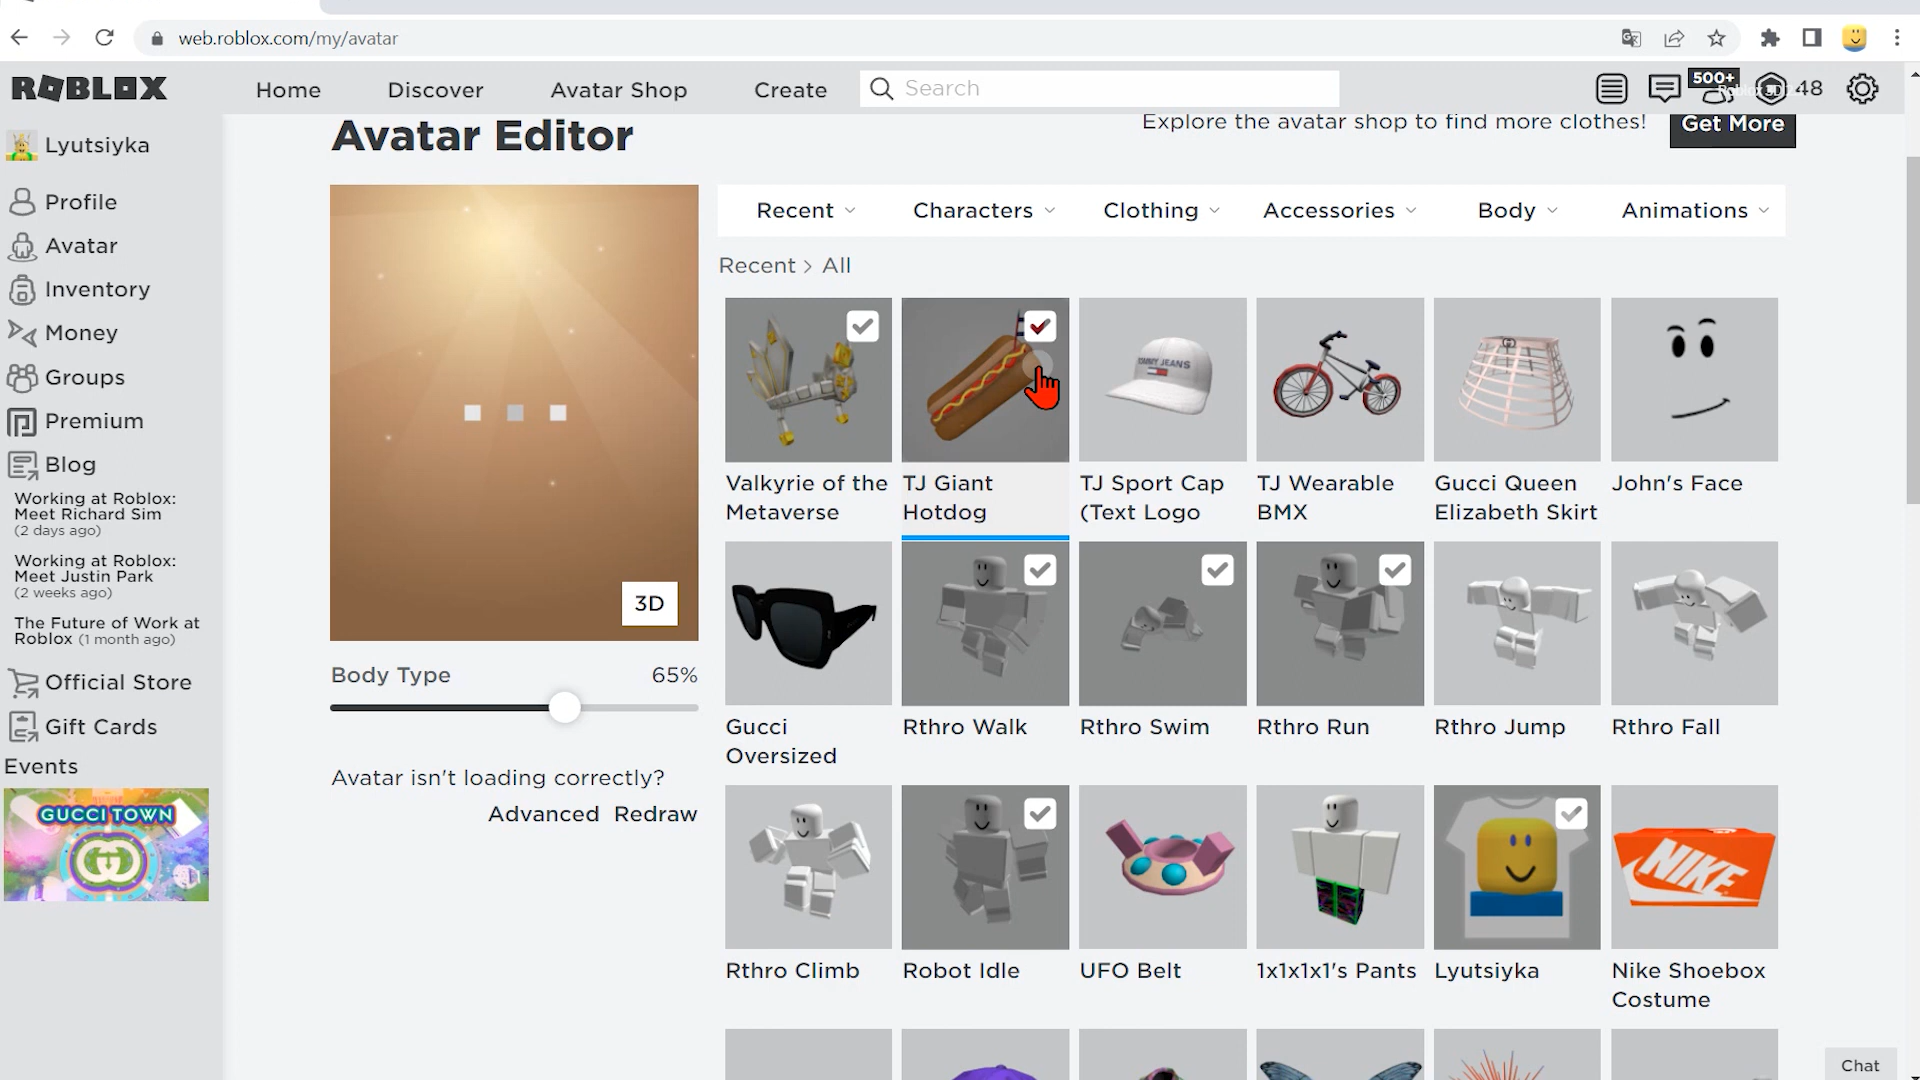 web.roblox.com/my/avatar
ROBLOX
Home
Discover
Avatar Shop
Create
Search
500+
48
Lyutsiyka
Profile
Avatar
Inventory
Money
Groups
Premium
Blog
Working at Roblox:
Meet Richard Sim
(2 days ago)
Working at Roblox:
Meet Justin Park
(2 weeks ago)
The Future of Work at
Roblox (1 month ago)
Official Store
Gift Cards
Events
GUCCI TOWN
Avatar Editor
Explore the avatar shop to find more clothes!
Get More
3D
Body Type
65%
Avatar isn't loading correctly?
Advanced
Redraw
Recent
Characters
Clothing
Accessories
Body
Animations
Recent > All
TOMMY JEANS
Valkyrie of the
Metaverse
TJ Giant
Hotdog
TJ Sport Cap
(Text Logo
TJ Wearable
BMX
Gucci Queen
Elizabeth Skirt
John's Face
Gucci
Oversized
Rthro Walk
Rthro Swim
Rthro Run
Rthro Jump
Rthro Fall
NIKE
Rthro Climb
Robot Idle
UFO Belt
1x1x1x1's Pants
Lyutsiyka
Nike Shoebox
Costume
Chat